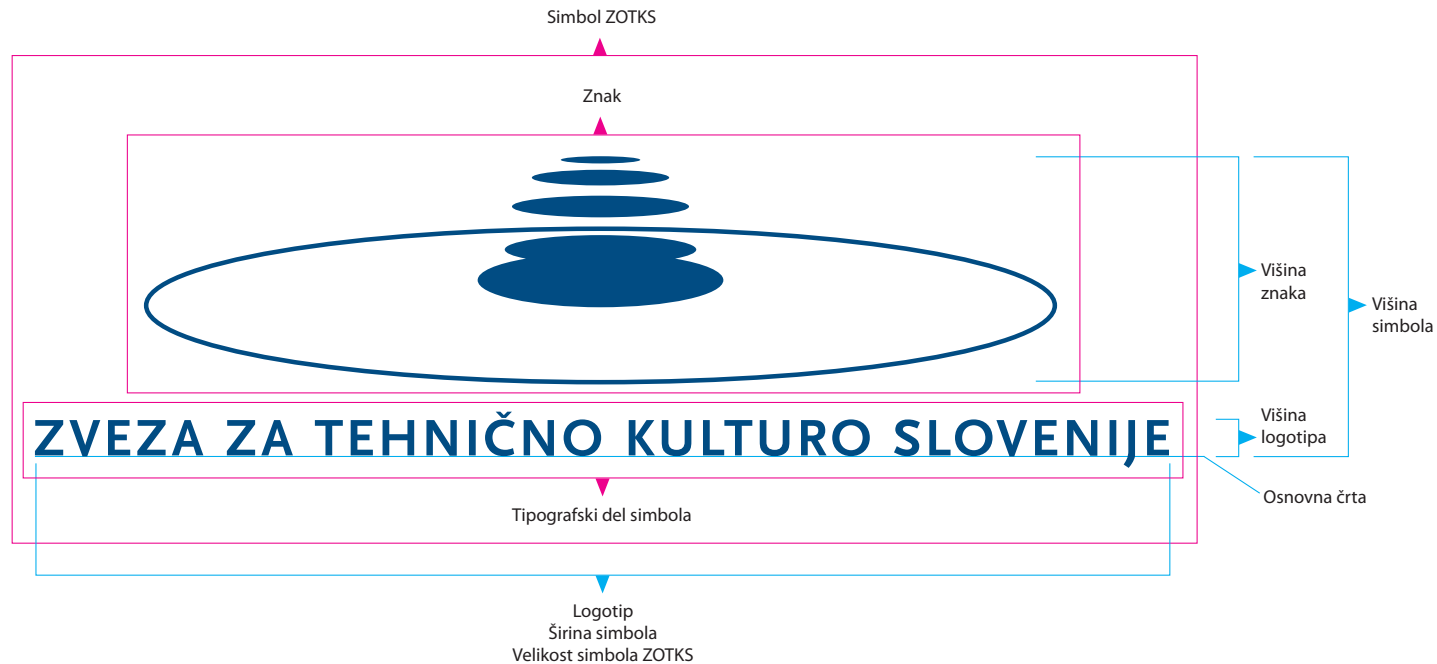 Simbol ZOTKS
Znak
Višina
znaka
Višina
simbola
ZVEZA ZA TEHNIČNO KULTURO SLOVENIJE
Višina
logotipa
Osnovna črta
Tipografski del simbola
Logotip
Širina simbola
Velikost simbola ZOTKS